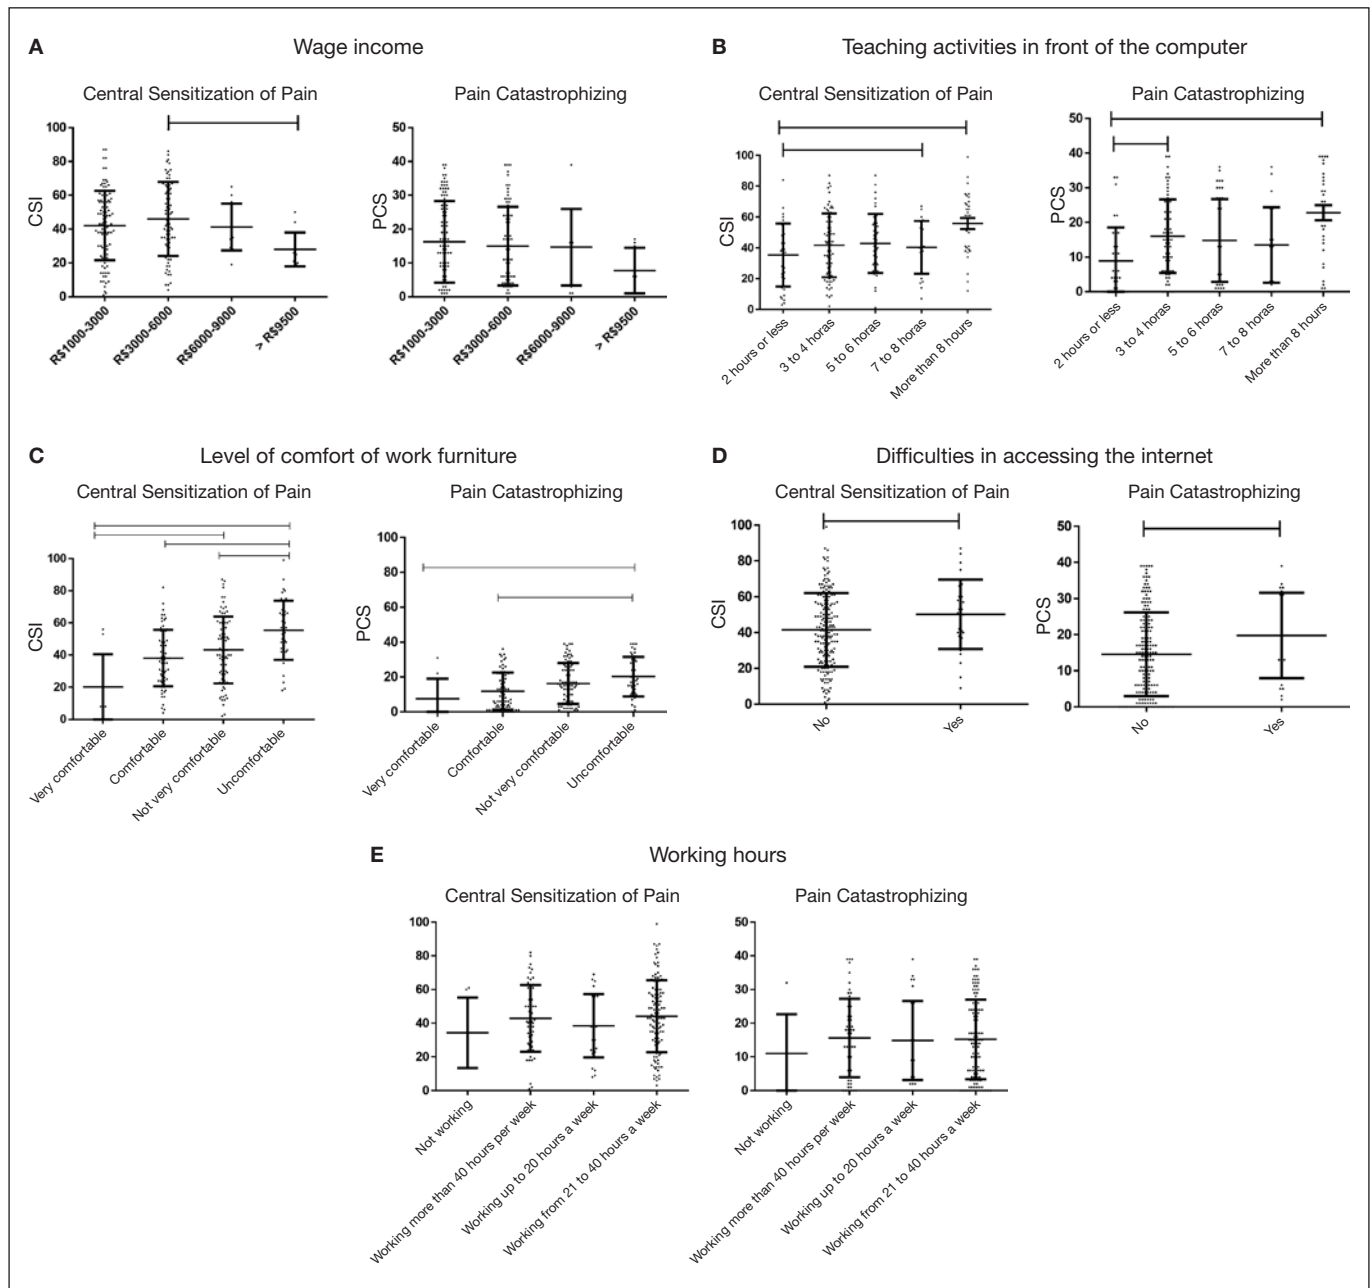 A Wage income
Central Sensitization of Pain
CSI
100
80
60
40
20
0
R$1000-3000
R$3000-6000
R$6000-9000
> R$9500
Pain Catastrophizing
PCS
50
40
30
20
10
0
R$1000-3000
R$3000-6000
R$6000-9000
> R$9500
B Teaching activities in front of the computer
Central Sensitization of Pain
CSI
100
80
60
40
20
0
2 hours or less
3 to 4 horas
5 to 6 horas
7 to 8 horas
More than 8 hours
Pain Catastrophizing
PCS
50
40
30
20
10
0
2 hours or less
3 to 4 horas
5 to 6 horas
7 to 8 horas
More than 8 hours
C Level of comfort of work furniture
Central Sensitization of Pain
CSI
100
80
60
40
20
0
Very comfortable
Comfortable
Not very comfortable
Uncomfortable
Pain Catastrophizing
PCS
100
80
60
40
20
0
Very comfortable
Comfortable
Not very comfortable
Uncomfortable
D Difficulties in accessing the internet
Central Sensitization of Pain
CSI
100
80
60
40
20
0
No
Yes
Pain Catastrophizing
PCS
50
40
30
20
10
0
No
Yes
E Working hours
Central Sensitization of Pain
100
80
60
40
20
0
Not working
Working more than 40 hours per week
Working up to 20 hours a week
Working from 21 to 40 hours a week
Pain Catastrophizing
50
40
30
20
10
0
Not working
Working more than 40 hours per week
Working up to 20 hours a week
Working from 21 to 40 hours a week